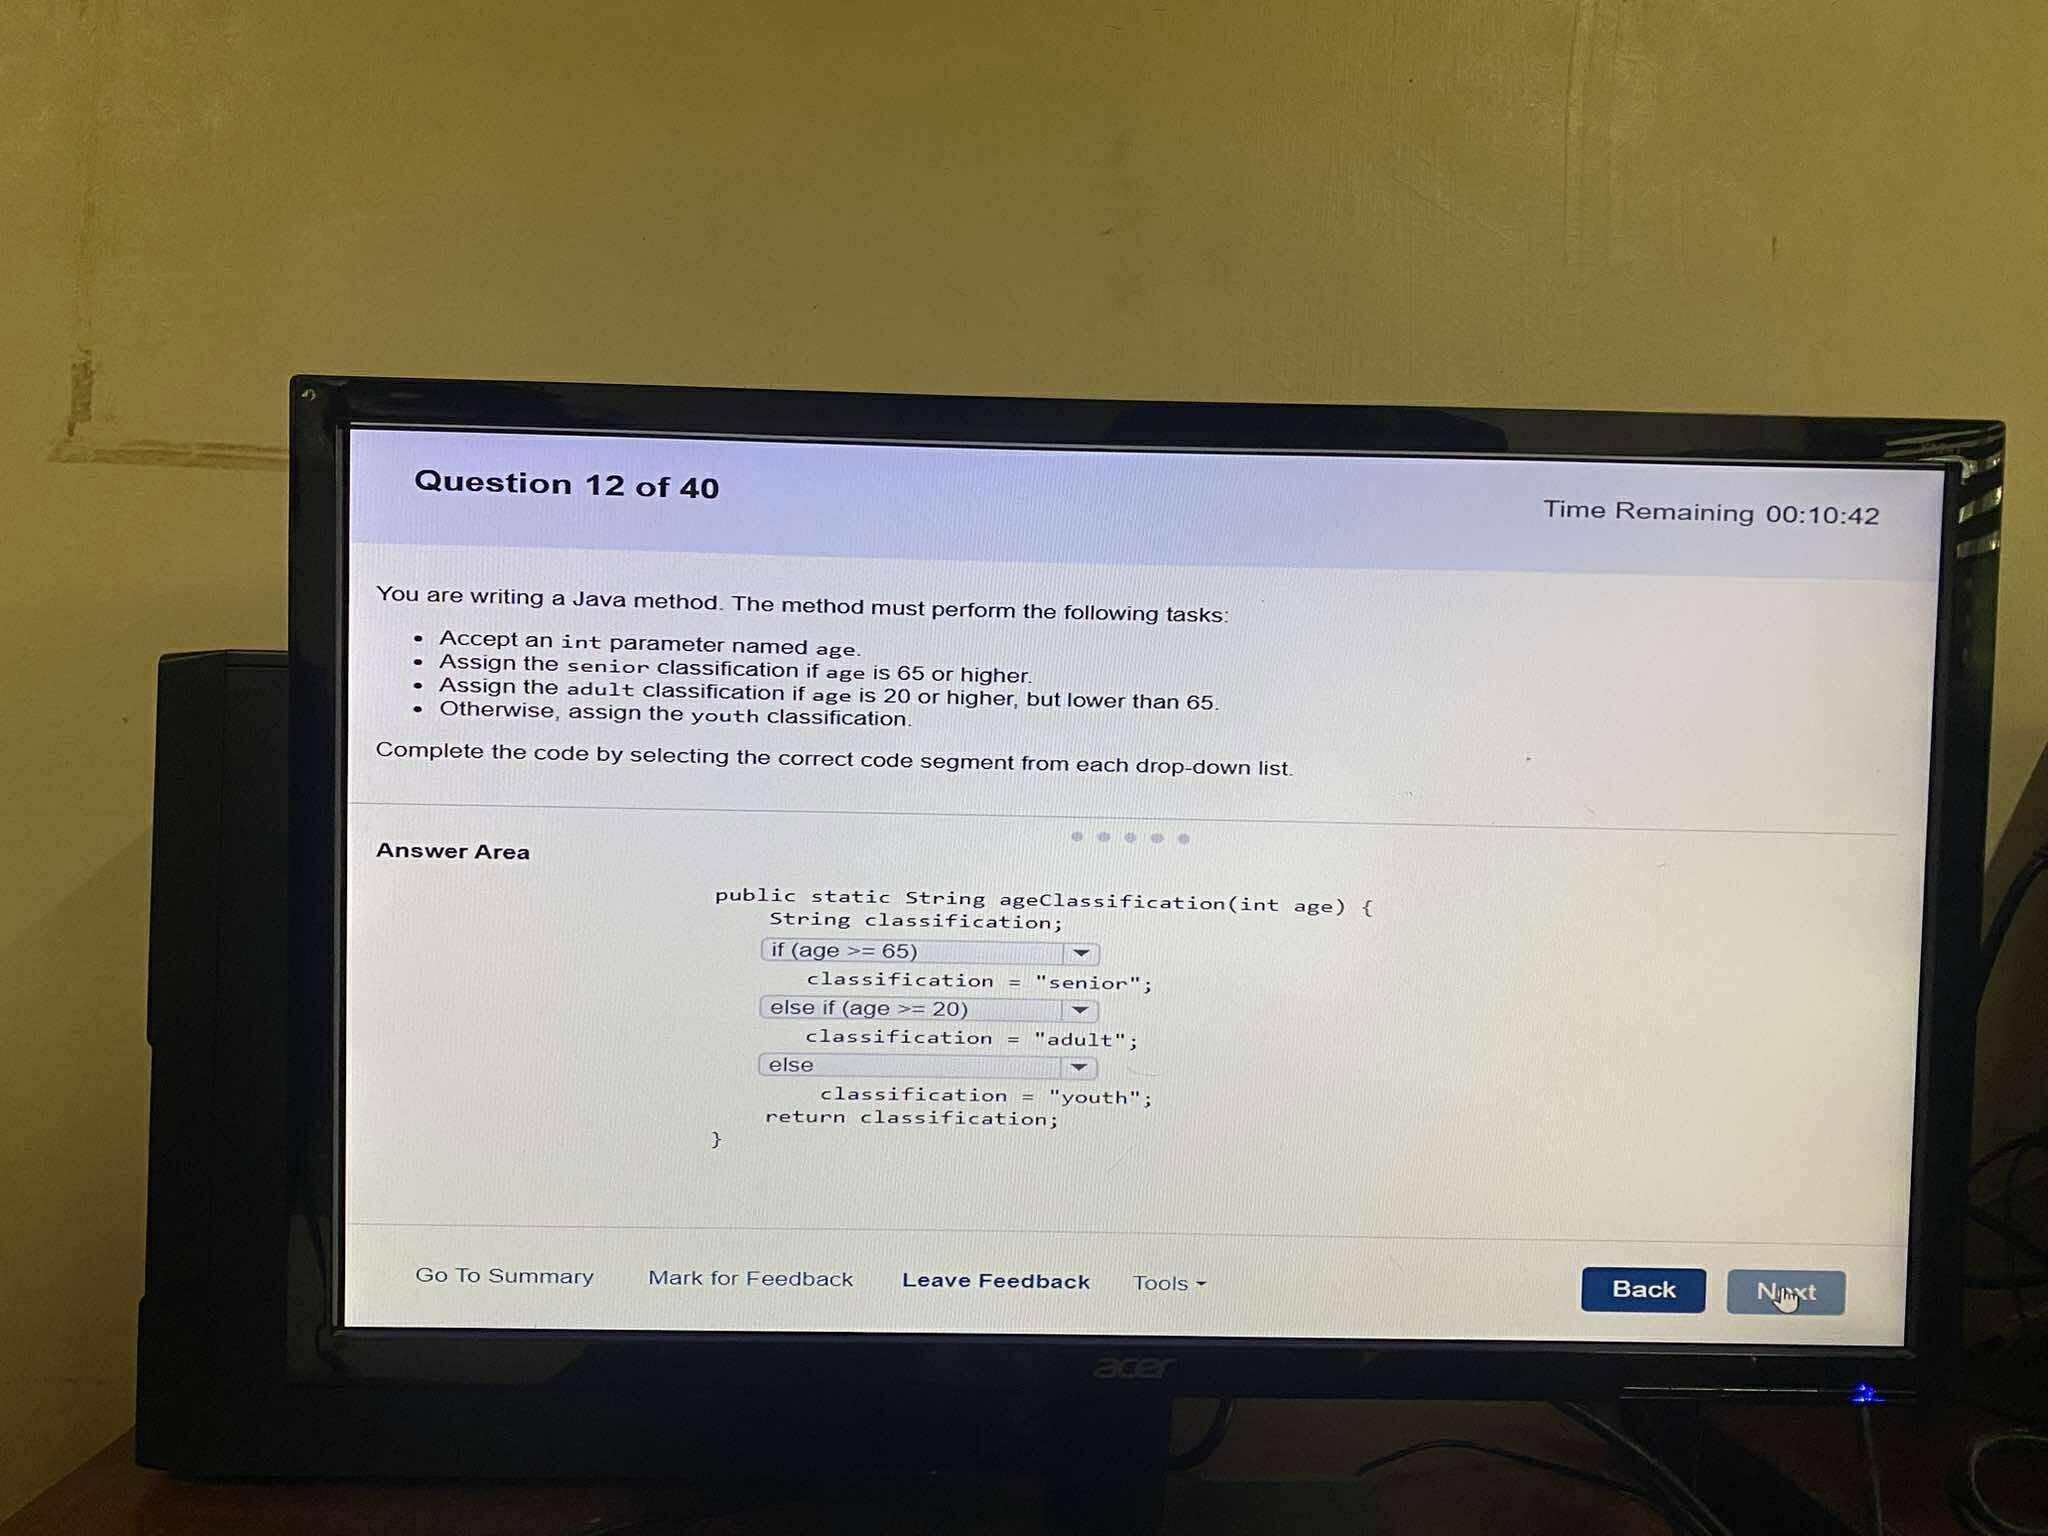 Question 12 of 40
Time Remaining 00:10:42
You are writing a Java method. The method must perform the following tasks:
• Accept an int parameter named age.
• Assign the senior classification if age is 65 or higher.
• Assign the adult classification if age is 20 or higher, but lower than 65.
• Otherwise, assign the youth classification.
Complete the code by selecting the correct code segment from each drop-down list.
Answer Area
public static String ageClassification(int age) {
String classification;
if (age >= 65)
classification = "senior";
else if (age >= 20)
classification = "adult";
else
classification = "youth";
return classification;
}
Go To Summary
Mark for Feedback
Leave Feedback
Tools
Back
Next
acer